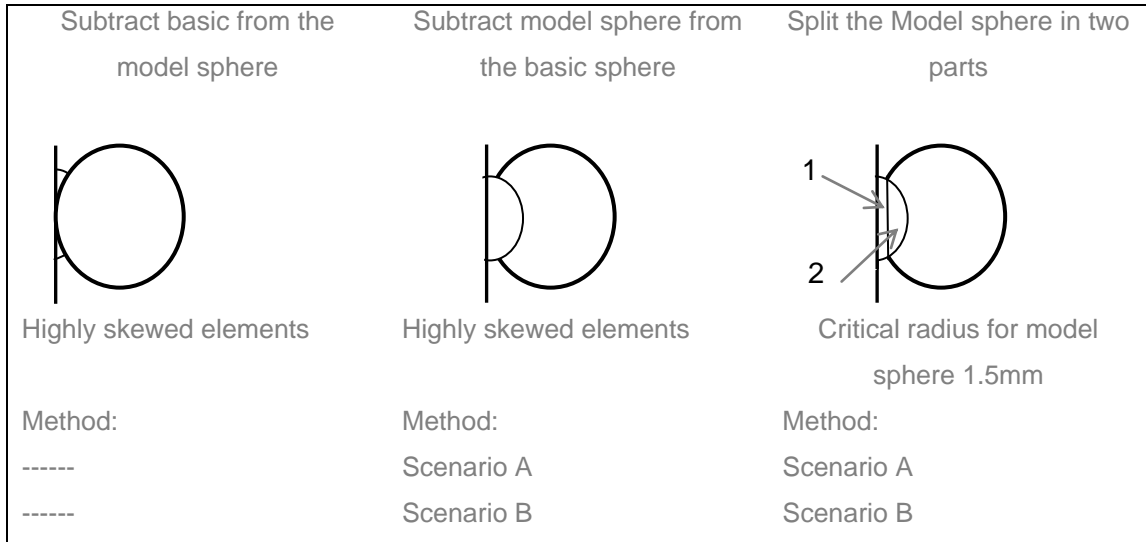 Subtract basic from the
model sphere
Subtract model sphere from
the basic sphere
Split the Model sphere in two
parts
1
2
Highly skewed elements
Highly skewed elements
Critical radius for model
sphere 1.5mm
Method:
------
------
Method:
Scenario A
Scenario B
Method:
Scenario A
Scenario B